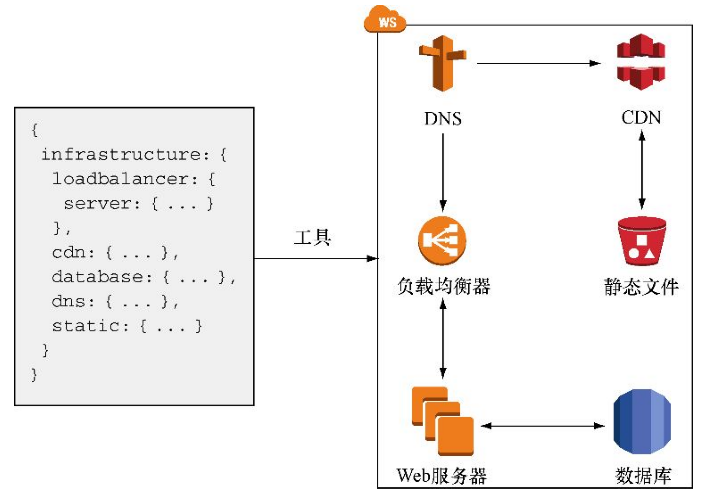 {
infrastructure: {
loadbalancer: {
server: { ... }
},
cdn: { ... },
database: { ... },
dns: { ... },
static: { ... }
}
}
工具
WS
DNS
CDN
负载均衡器
静态文件
Web服务器
数据库